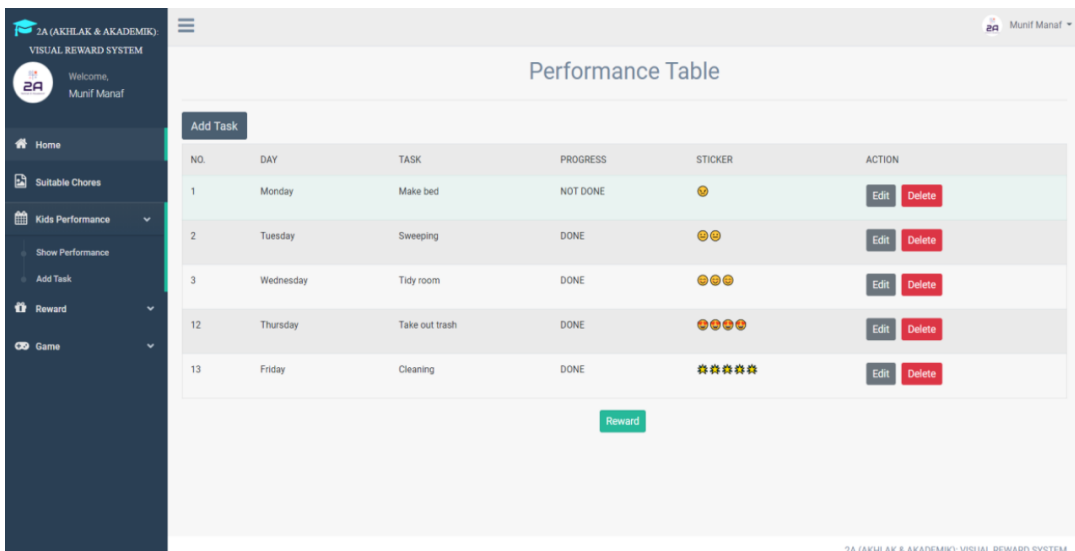 2A (AKHLAK & AKADEMIK):
VISUAL REWARD SYSTEM
2A
Welcome,
Munif Manaf
Home
Suitable Chores
Kids Performance
Show Performance
Add Task
Reward
Game
2A Munif Manaf
Performance Table
Add Task
NO. DAY TASK PROGRESS STICKER ACTION
1 Monday Make bed NOT DONE 😣 Edit Delete
2 Tuesday Sweeping DONE Edit Delete
3 Wednesday Tidy room DONE Edit Delete
12 Thursday Take out trash DONE Edit Delete
13 Friday Cleaning DONE Edit Delete
Reward
2A (AKHLAK & AKADEMIK): VISUAL REWARD SYSTEM